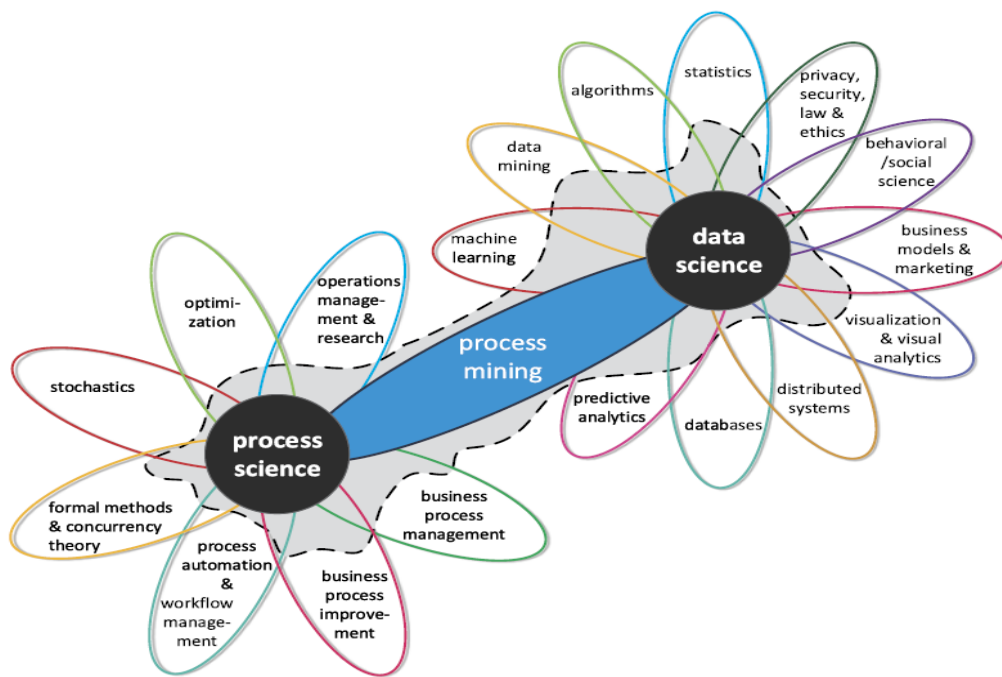 statistics
privacy,
security,
law &
ethics
algorithms
behavioral
/social
science
data
mining
business
models &
marketing
machine
learning
data
science
visualization
& visual
analytics
distributed
systems
databases
predictive
analytics
process
mining
operations
manage-
ment &
research
optimi-
zation
stochastics
process
science
formal methods
& concurrency
theory
process
automation
&
workflow
manage-
ment
business
process
improve-
ment
business
process
management